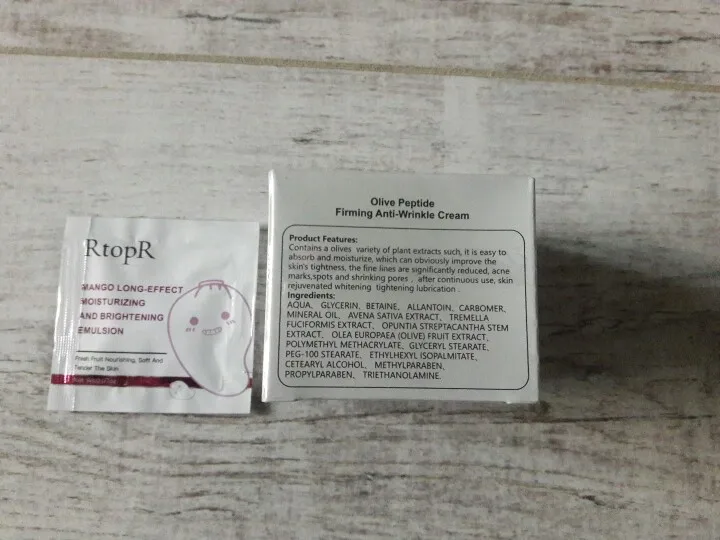 RtopR
MANGO LONG-EFFECT
MOISTURIZING
AND BRIGHTENING
EMULSION
Fresh Fruit Nourishing, Soft And
Tender The Skin
Olive Peptide
Firming Anti-Wrinkle Cream
Product Features:
Contains a olives variety of plant extracts such, it is easy to
absorb and moisturize, which can obviously improve the
skin's tightness, the fine lines are significantly reduced, acne
marks,spots and shrinking pores , after continuous use, skin
rejuvenated whitening tightening lubrication .
Ingredients:
AQUA、GLYCERIN、BETAINE、ALLANTOIN、CARBOMER、
MINERAL OIL、AVENA SATIVA EXTRACT、TREMELLA
FUCIFORMIS EXTRACT、OPUNTIA STREPTACANTHA STEM
EXTRACT、OLEA EUROPAEA (OLIVE) FRUIT EXTRACT、
POLYMETHYL METHACRYLATE、GLYCERYL STEARATE、
PEG-100 STEARATE、ETHYLHEXYL ISOPALMITATE、
CETEARYL ALCOHOL、METHYLPARABEN、
PROPYLPARABEN、TRIETHANOLAMINE.